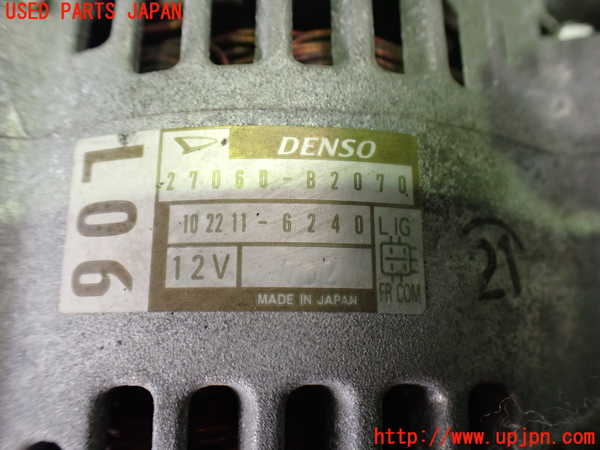 USED PARTS JAPAN
DENSO
27060-B2070
102211-6240
L IG
12V
FR COM
MADE IN JAPAN
901
21
http://www.upjpn.com/